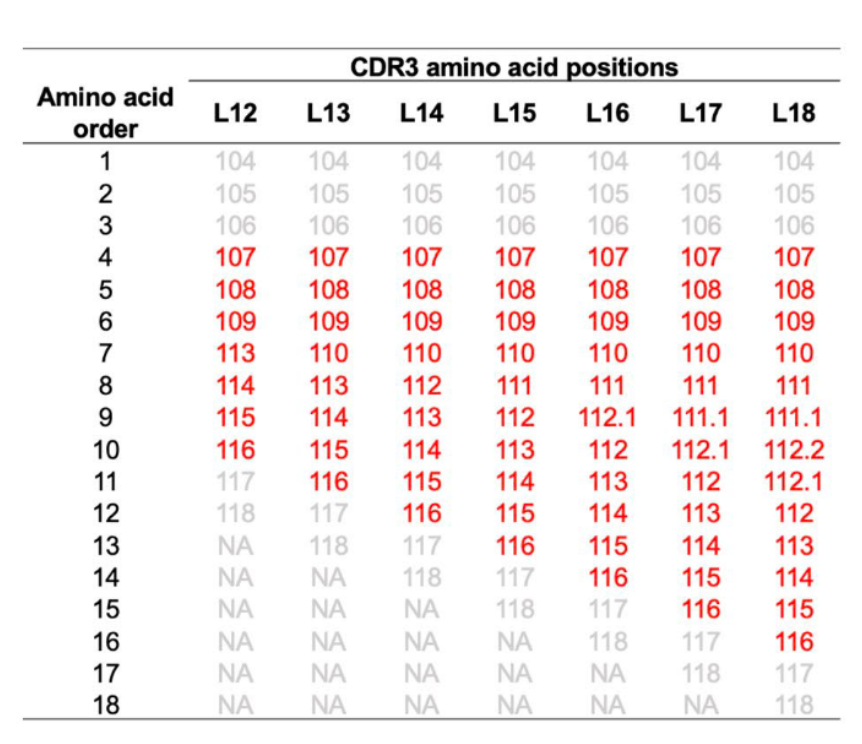 CDR3 amino acid positions
Amino acid order L12 L13 L14 L15 L16 L17 L18
1 104 104 104 104 104 104 104
2 105 105 105 105 105 105 105
3 106 106 106 106 106 106 106
4 107 107 107 107 107 107 107
5 108 108 108 108 108 108 108
6 109 109 109 109 109 109 109
7 113 110 110 110 110 110 110
8 114 113 112 111 111 111 111
9 115 114 113 112 112.1 111.1 111.1
10 116 115 114 113 112 112.1 112.2
11 117 116 115 114 113 112 112.1
12 118 117 116 115 114 113 112
13 NA 118 117 116 115 114 113
14 NA NA 118 117 116 115 114
15 NA NA NA 118 117 116 115
16 NA NA NA NA 118 117 116
17 NA NA NA NA NA 118 117
18 NA NA NA NA NA NA 118